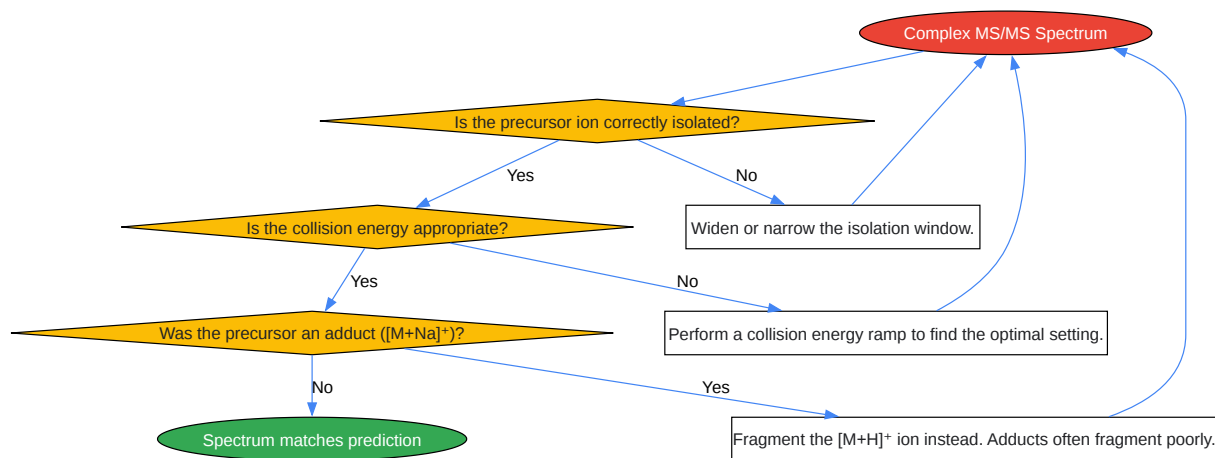 Complex MS/MS Spectrum
Is the precursor ion correctly isolated?
Yes
No
Is the collision energy appropriate?
Widen or narrow the isolation window.
Yes
No
Was the precursor an adduct ([M+Na]⁺)?
Perform a collision energy ramp to find the optimal setting.
No
Yes
Spectrum matches prediction
Fragment the [M+H]⁺ ion instead. Adducts often fragment poorly.